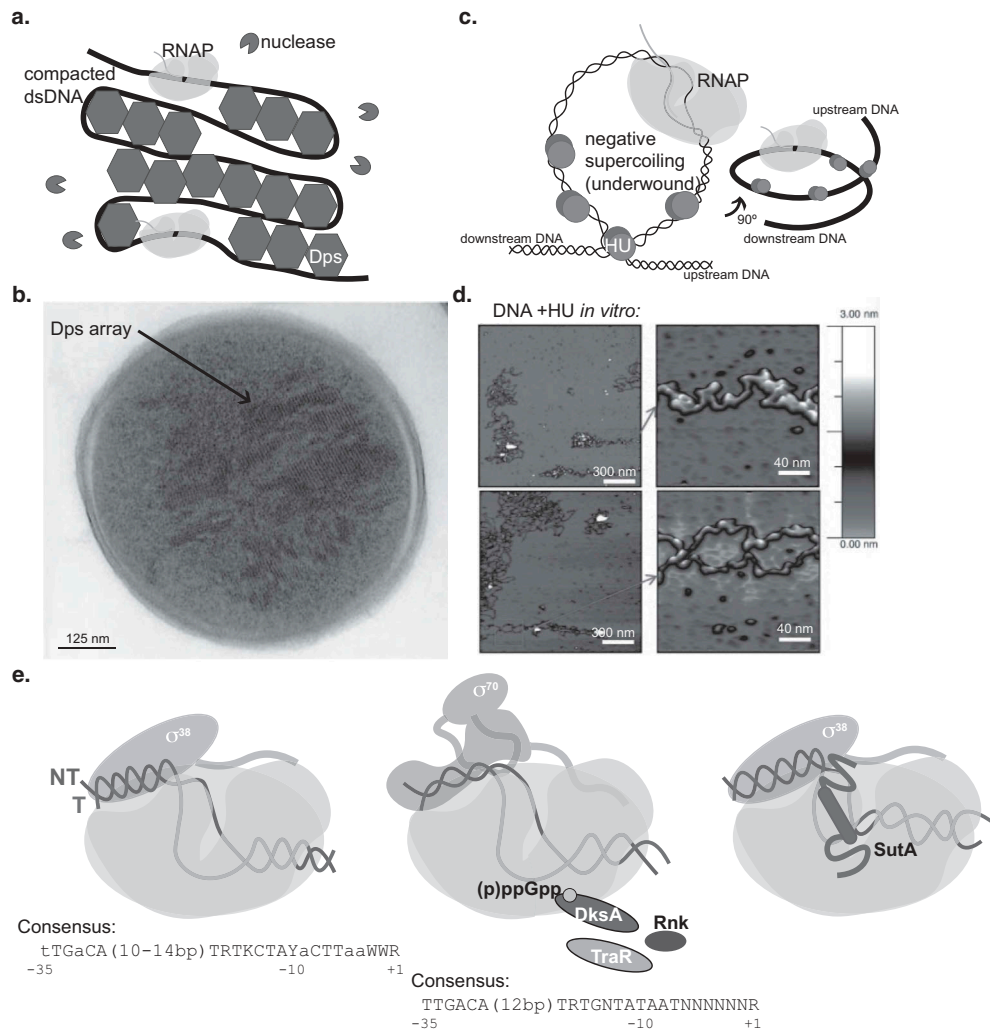 a.
RNAP
nuclease
compacted
dsDNA
Dps
c.
RNAP
negative
supercoiling
(underwound)
HU
downstream DNA
upstream DNA
upstream DNA
90º
downstream DNA
b.
Dps array
125 nm
d.
DNA +HU in vitro:
300 nm
40 nm
300 nm
40 nm
3.00 nm
0.00 nm
e.
σ38
NT
T
Consensus:
tTGaCA(10-14bp)TRTKCTAYaCTTaaWWR
-35 -10 +1
σ70
(p)ppGpp
DksA
Rnk
TraR
Consensus:
TTGACA(12bp)TRTGNTATAATNNNNNNR
-35 -10 +1
σ38
SutA